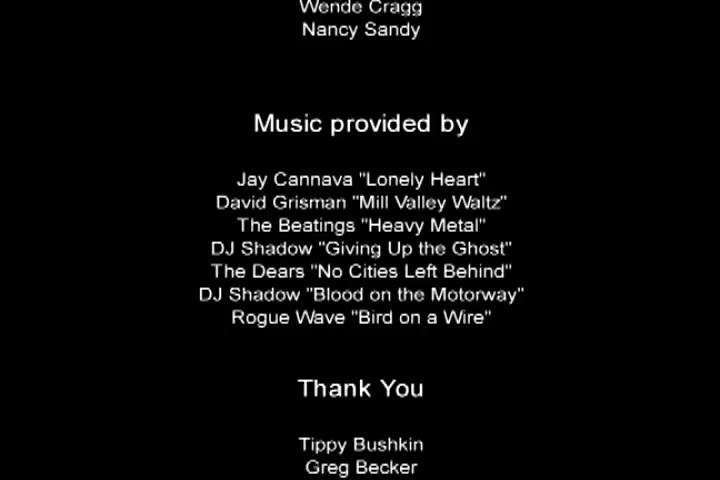 Wende Cragg
Nancy Sandy
Music provided by
Jay Cannava "Lonely Heart"
David Grisman "Mill Valley Waltz"
The Beatings "Heavy Metal"
DJ Shadow "Giving Up the Ghost"
The Dears "No Cities Left Behind"
DJ Shadow "Blood on the Motorway"
Rogue Wave "Bird on a Wire"
Thank You
Tippy Bushkin
Greg Becker